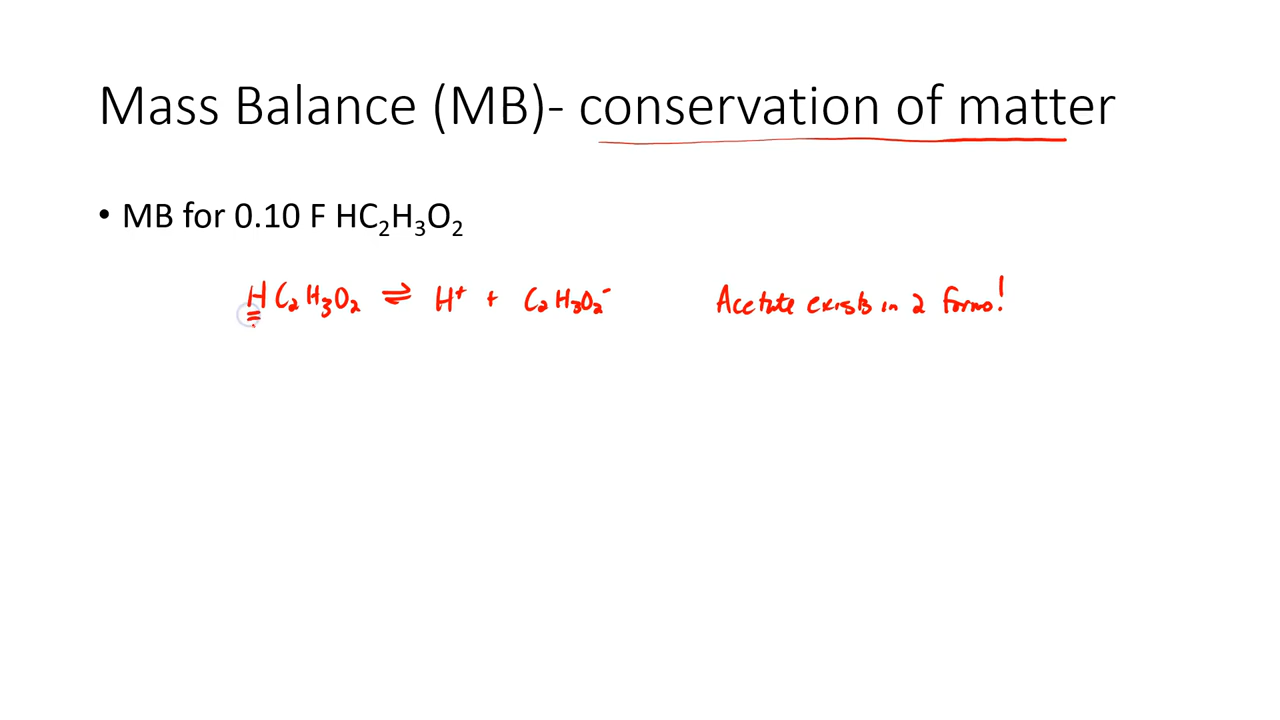 Mass Balance (MB)- conservation of matter
• MB for 0.10 F HC₂H₃O₂
HC₂H₃O₂ ⇌ H⁺ + C₂H₃O₂⁻ Acetate exists in 2 forms!